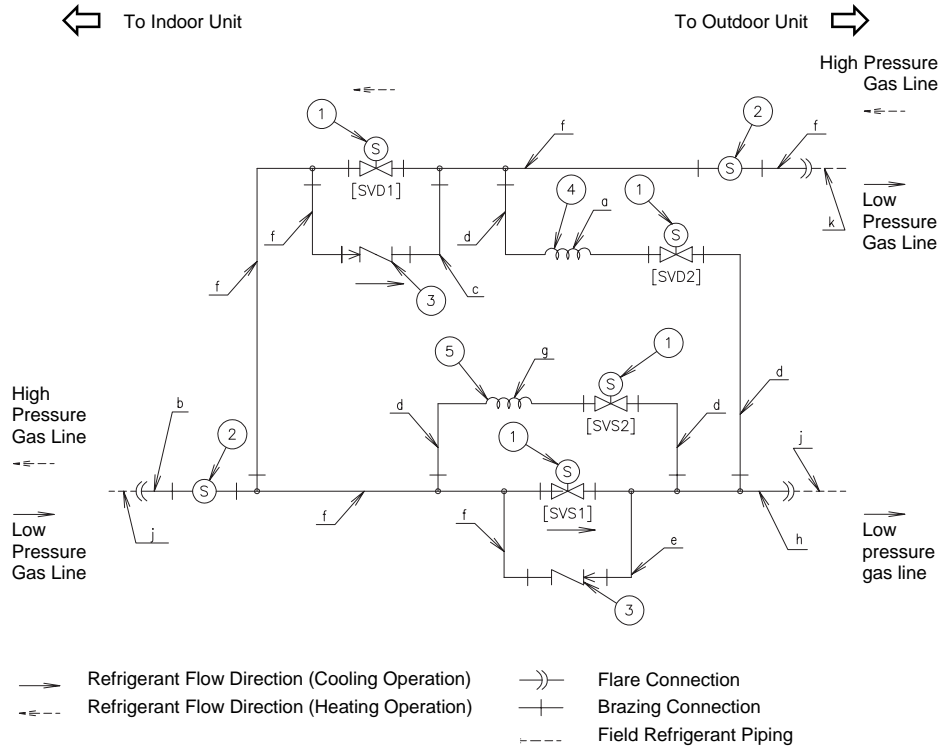 To Indoor Unit
To Outdoor Unit
High Pressure
Gas Line
1
S
[SVD1]
f
2
S
f
Low
Pressure
Gas Line
k
f
4
a
1
S
[SVD2]
d
f
3
c
5
g
1
S
[SVS2]
d
d
d
High
Pressure
Gas Line
b
2
S
j
Low
Pressure
Gas Line
f
1
S
[SVS1]
f
e
3
j
h
Low
pressure
gas line
Refrigerant Flow Direction (Cooling Operation)
Refrigerant Flow Direction (Heating Operation)
Flare Connection
Brazing Connection
Field Refrigerant Piping